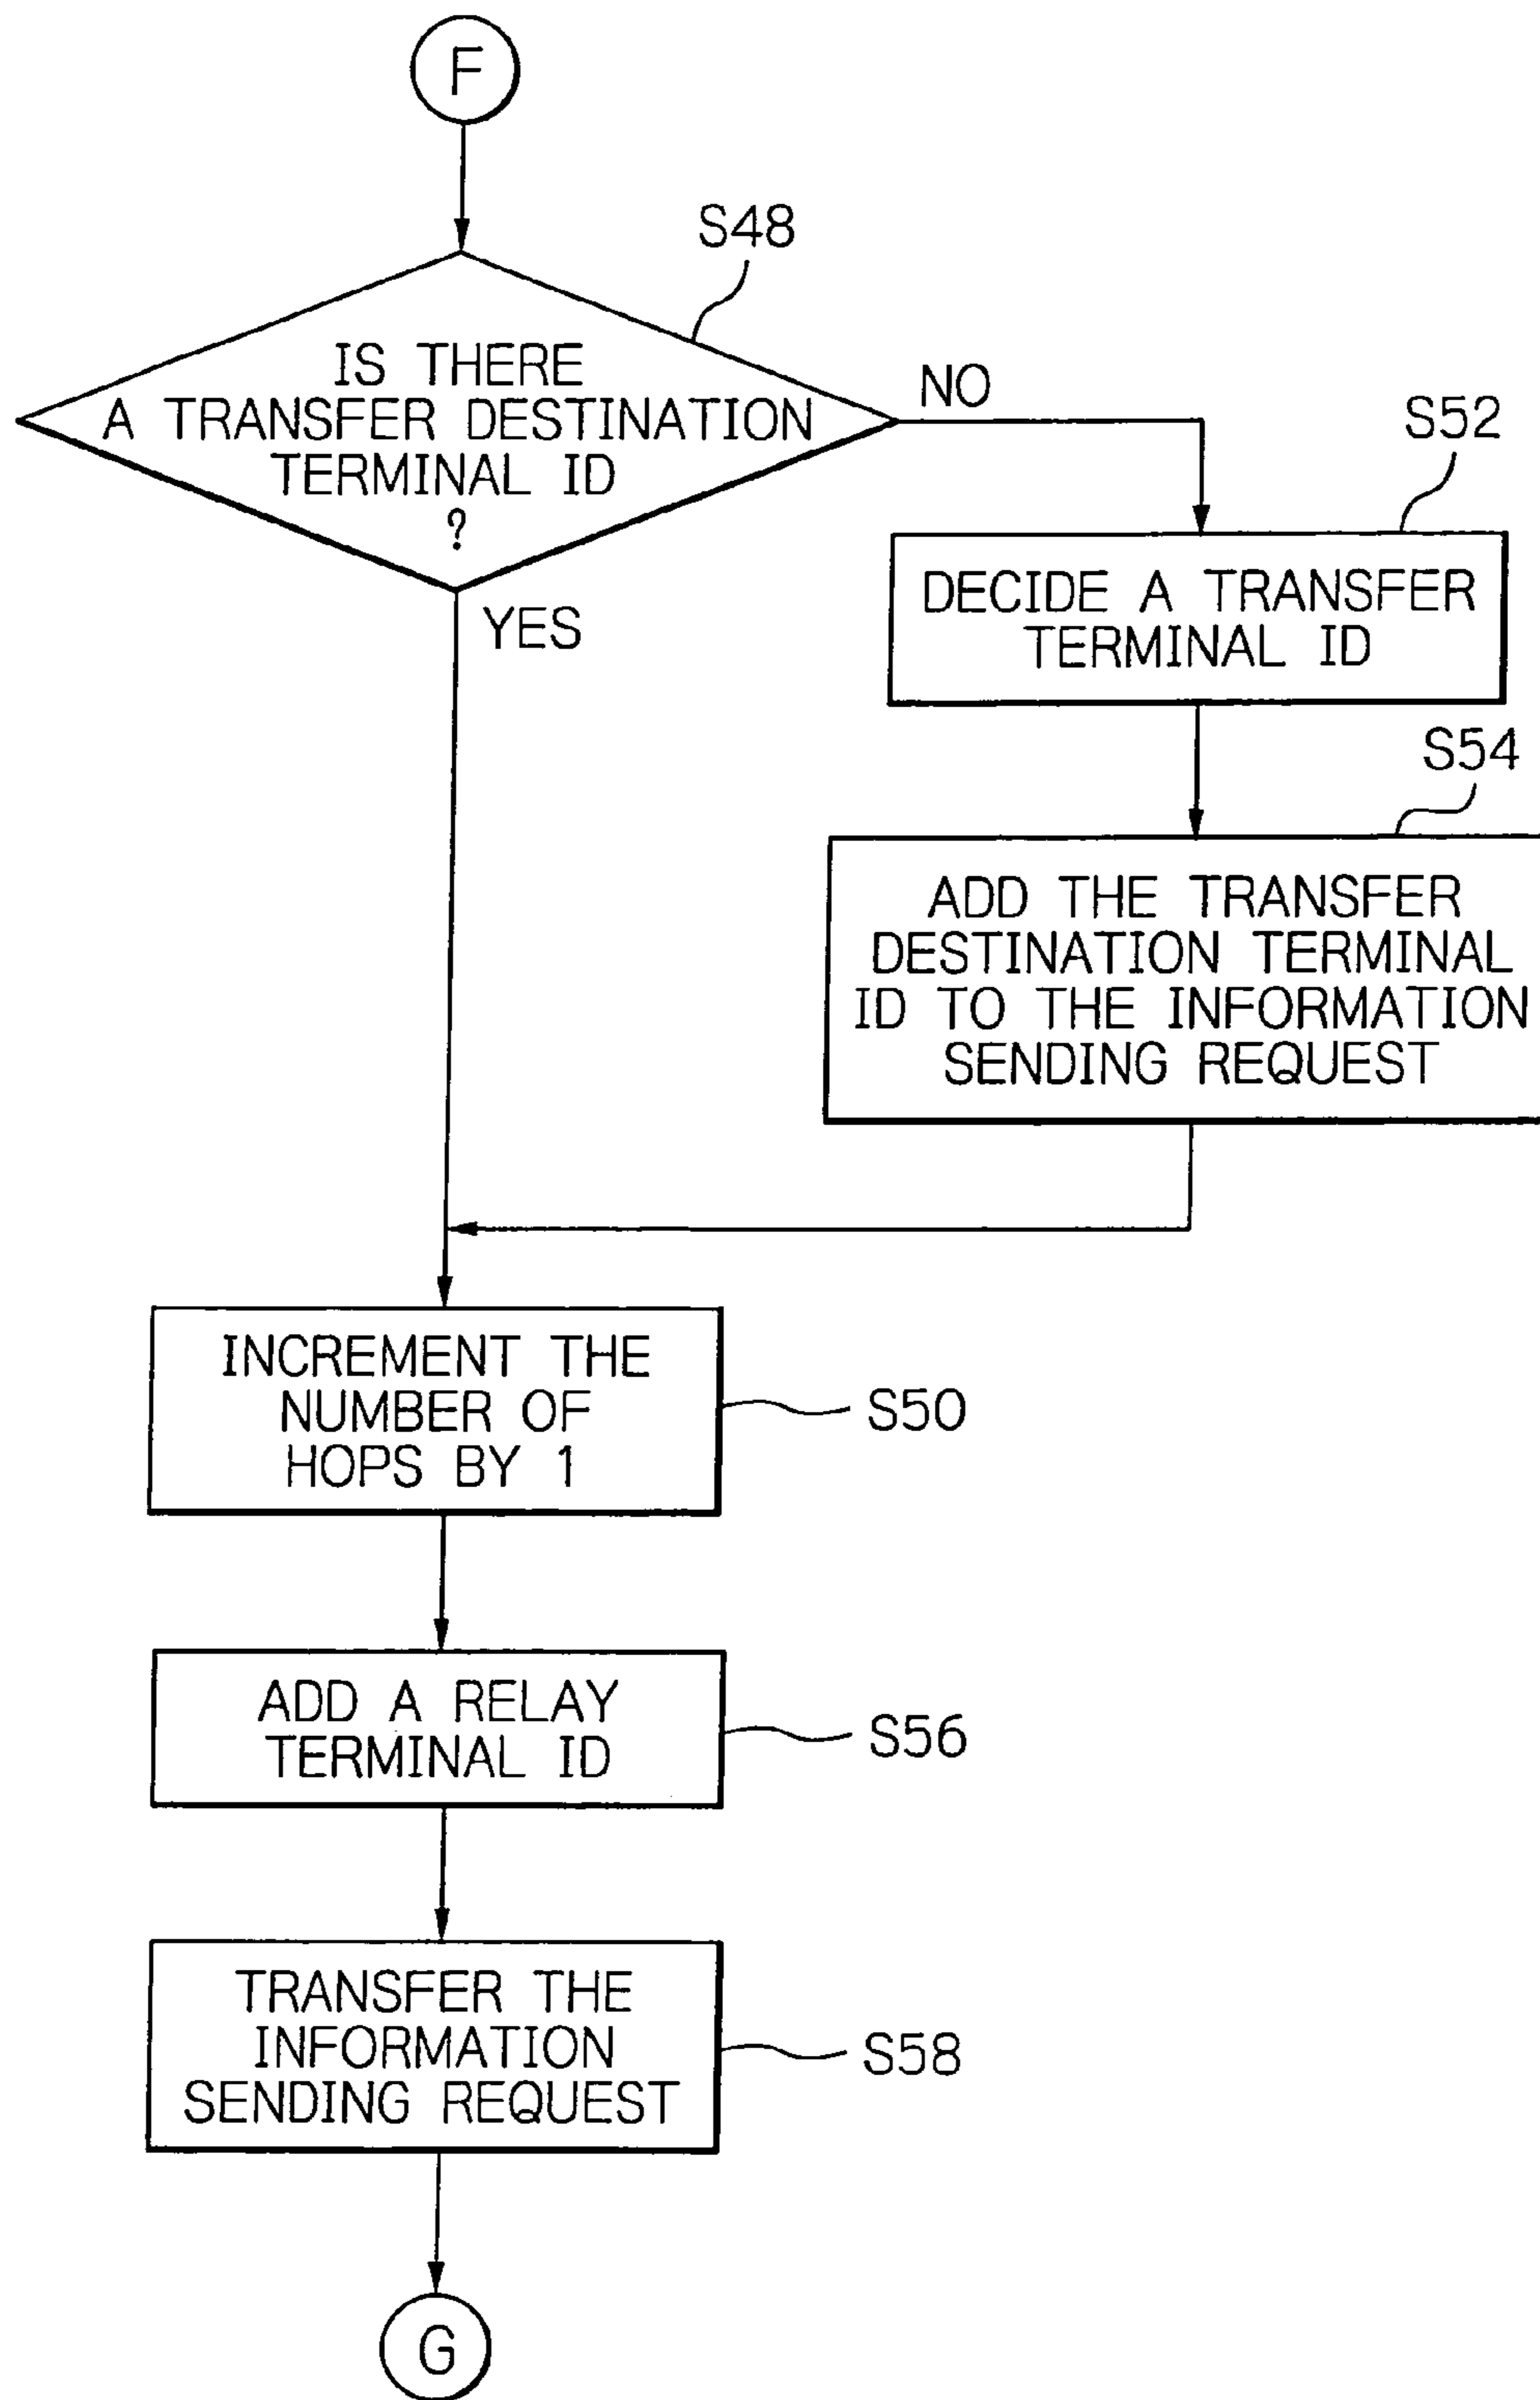 F
S48
IS THERE
A TRANSFER DESTINATION
TERMINAL ID
?
NO
YES
S52
DECIDE A TRANSFER
TERMINAL ID
S54
ADD THE TRANSFER
DESTINATION TERMINAL
ID TO THE INFORMATION
SENDING REQUEST
INCREMENT THE
NUMBER OF
HOPS BY 1
S50
ADD A RELAY
TERMINAL ID
S56
TRANSFER THE
INFORMATION
SENDING REQUEST
S58
G